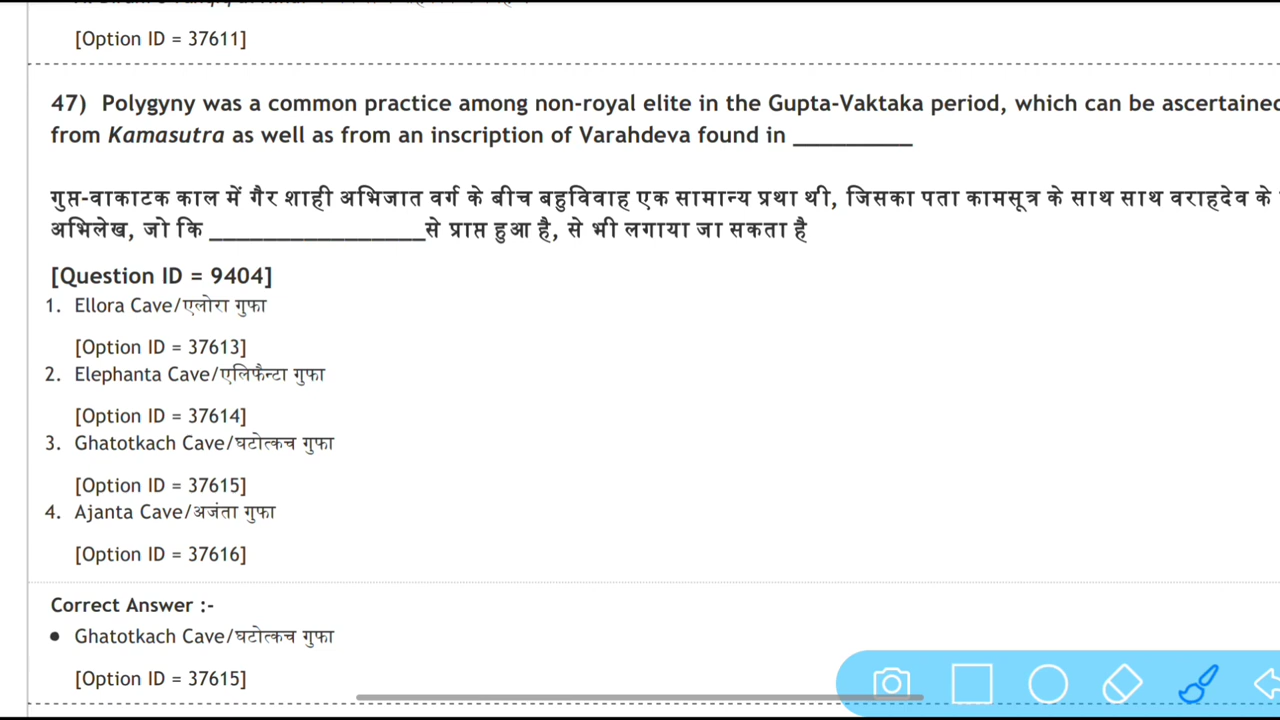 [Option ID = 37611]
47) Polygyny was a common practice among non-royal elite in the Gupta-Vaktaka period, which can be ascertained
from Kamasutra as well as from an inscription of Varahdeva found in _________
गुप्त-वाकाटक काल में गैर शाही अभिजात वर्ग के बीच बहुविवाह एक सामान्य प्रथा थी, जिसका पता कामसूत्र के साथ साथ वराहदेव के
अभिलेख, जो कि _________________से प्राप्त हुआ है, से भी लगाया जा सकता है
[Question ID = 9404]
1. Ellora Cave/एलोरा गुफा
[Option ID = 37613]
2. Elephanta Cave/एलिफैन्टा गुफा
[Option ID = 37614]
3. Ghatotkach Cave/घटोत्कच गुफा
[Option ID = 37615]
4. Ajanta Cave/अजंता गुफा
[Option ID = 37616]
Correct Answer :-
• Ghatotkach Cave/घटोत्कच गुफा
[Option ID = 37615]